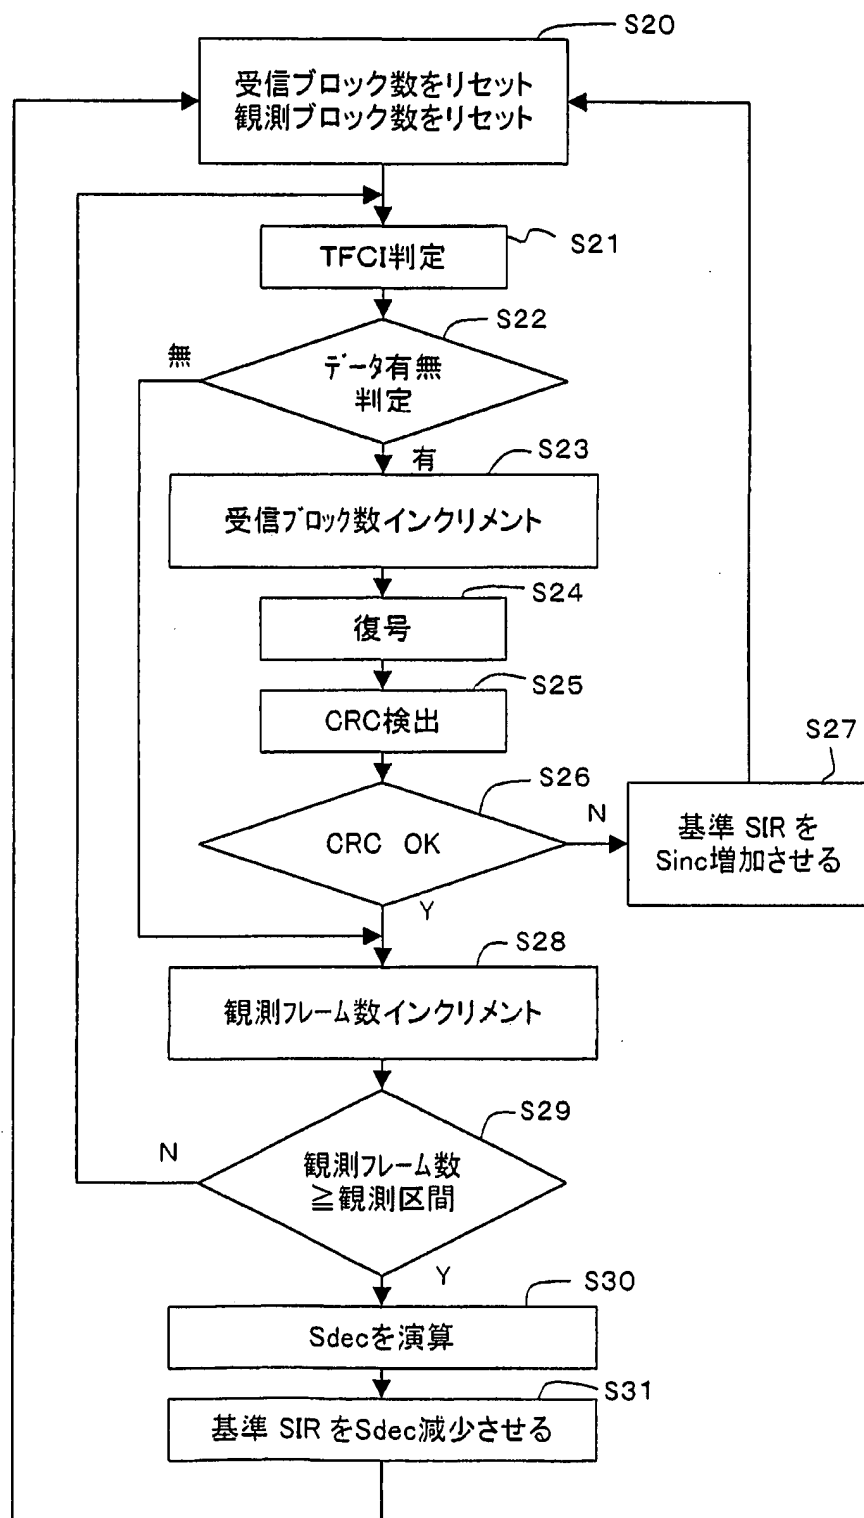 S20
受信ブロック数をリセット
観測ブロック数をリセット
TFCI判定
S21
S22
無
データ有無
判定
有
S23
受信ブロック数インクリメント
S24
復号
S25
CRC検出
S26
CRC OK
N
S27
基準 SIR を
Sinc増加させる
Y
S28
観測フレーム数インクリメント
S29
N
観測フレーム数
≧観測区間
Y
S30
Sdecを演算
S31
基準 SIR をSdec減少させる